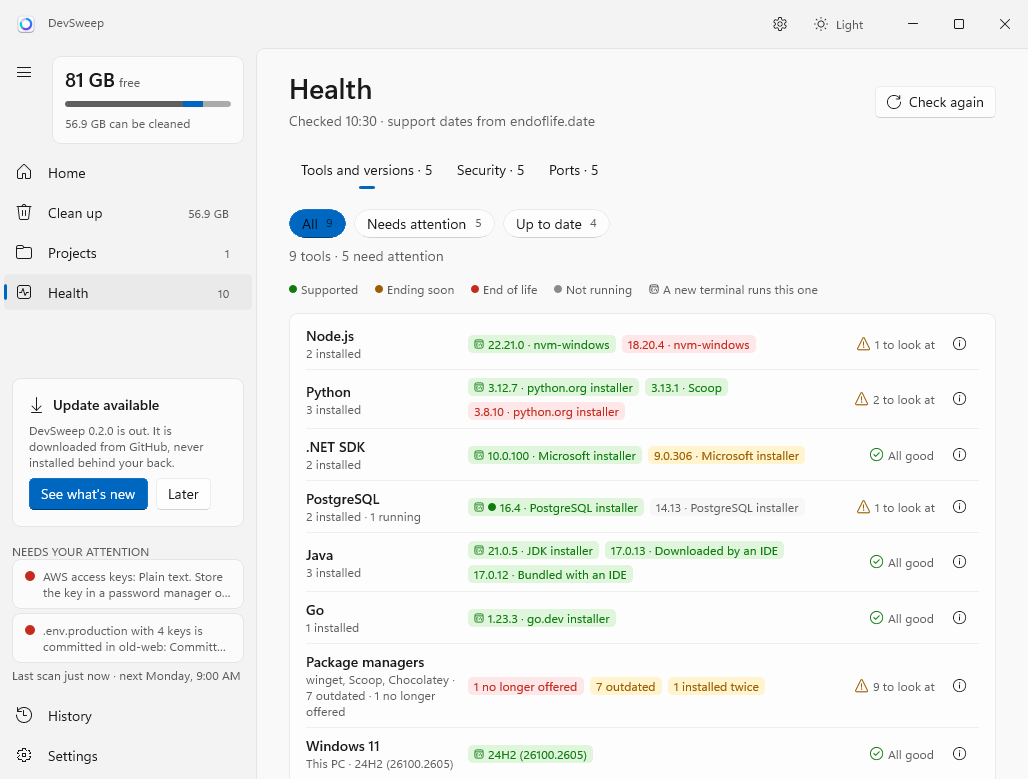 DevSweep
Light
81 GB free
56.9 GB can be cleaned
Home
Clean up 56.9 GB
Projects 1
Health 10
Update available
DevSweep 0.2.0 is out. It is
downloaded from GitHub, never
installed behind your back.
See what's new Later
NEEDS YOUR ATTENTION
AWS access keys: Plain text. Store
the key in a password manager o...
.env.production with 4 keys is
committed in old-web: Committ...
Last scan just now · next Monday, 9:00 AM
History
Settings
Health
Checked 10:30 · support dates from endoflife.date
Check again
Tools and versions · 5 Security · 5 Ports · 5
All 9 Needs attention 5 Up to date 4
9 tools · 5 need attention
Supported Ending soon End of life Not running A new terminal runs this one
Node.js
2 installed
22.21.0 · nvm-windows 18.20.4 · nvm-windows
1 to look at
Python
3 installed
3.12.7 · python.org installer 3.13.1 · Scoop
3.8.10 · python.org installer
2 to look at
.NET SDK
2 installed
10.0.100 · Microsoft installer 9.0.306 · Microsoft installer
All good
PostgreSQL
2 installed · 1 running
16.4 · PostgreSQL installer 14.13 · PostgreSQL installer
1 to look at
Java
3 installed
21.0.5 · JDK installer 17.0.13 · Downloaded by an IDE
17.0.12 · Bundled with an IDE
All good
Go
1 installed
1.23.3 · go.dev installer
All good
Package managers
winget, Scoop, Chocolatey ·
7 outdated · 1 no longer
offered
1 no longer offered 7 outdated 1 installed twice
9 to look at
Windows 11
This PC · 24H2 (26100.2605)
24H2 (26100.2605)
All good